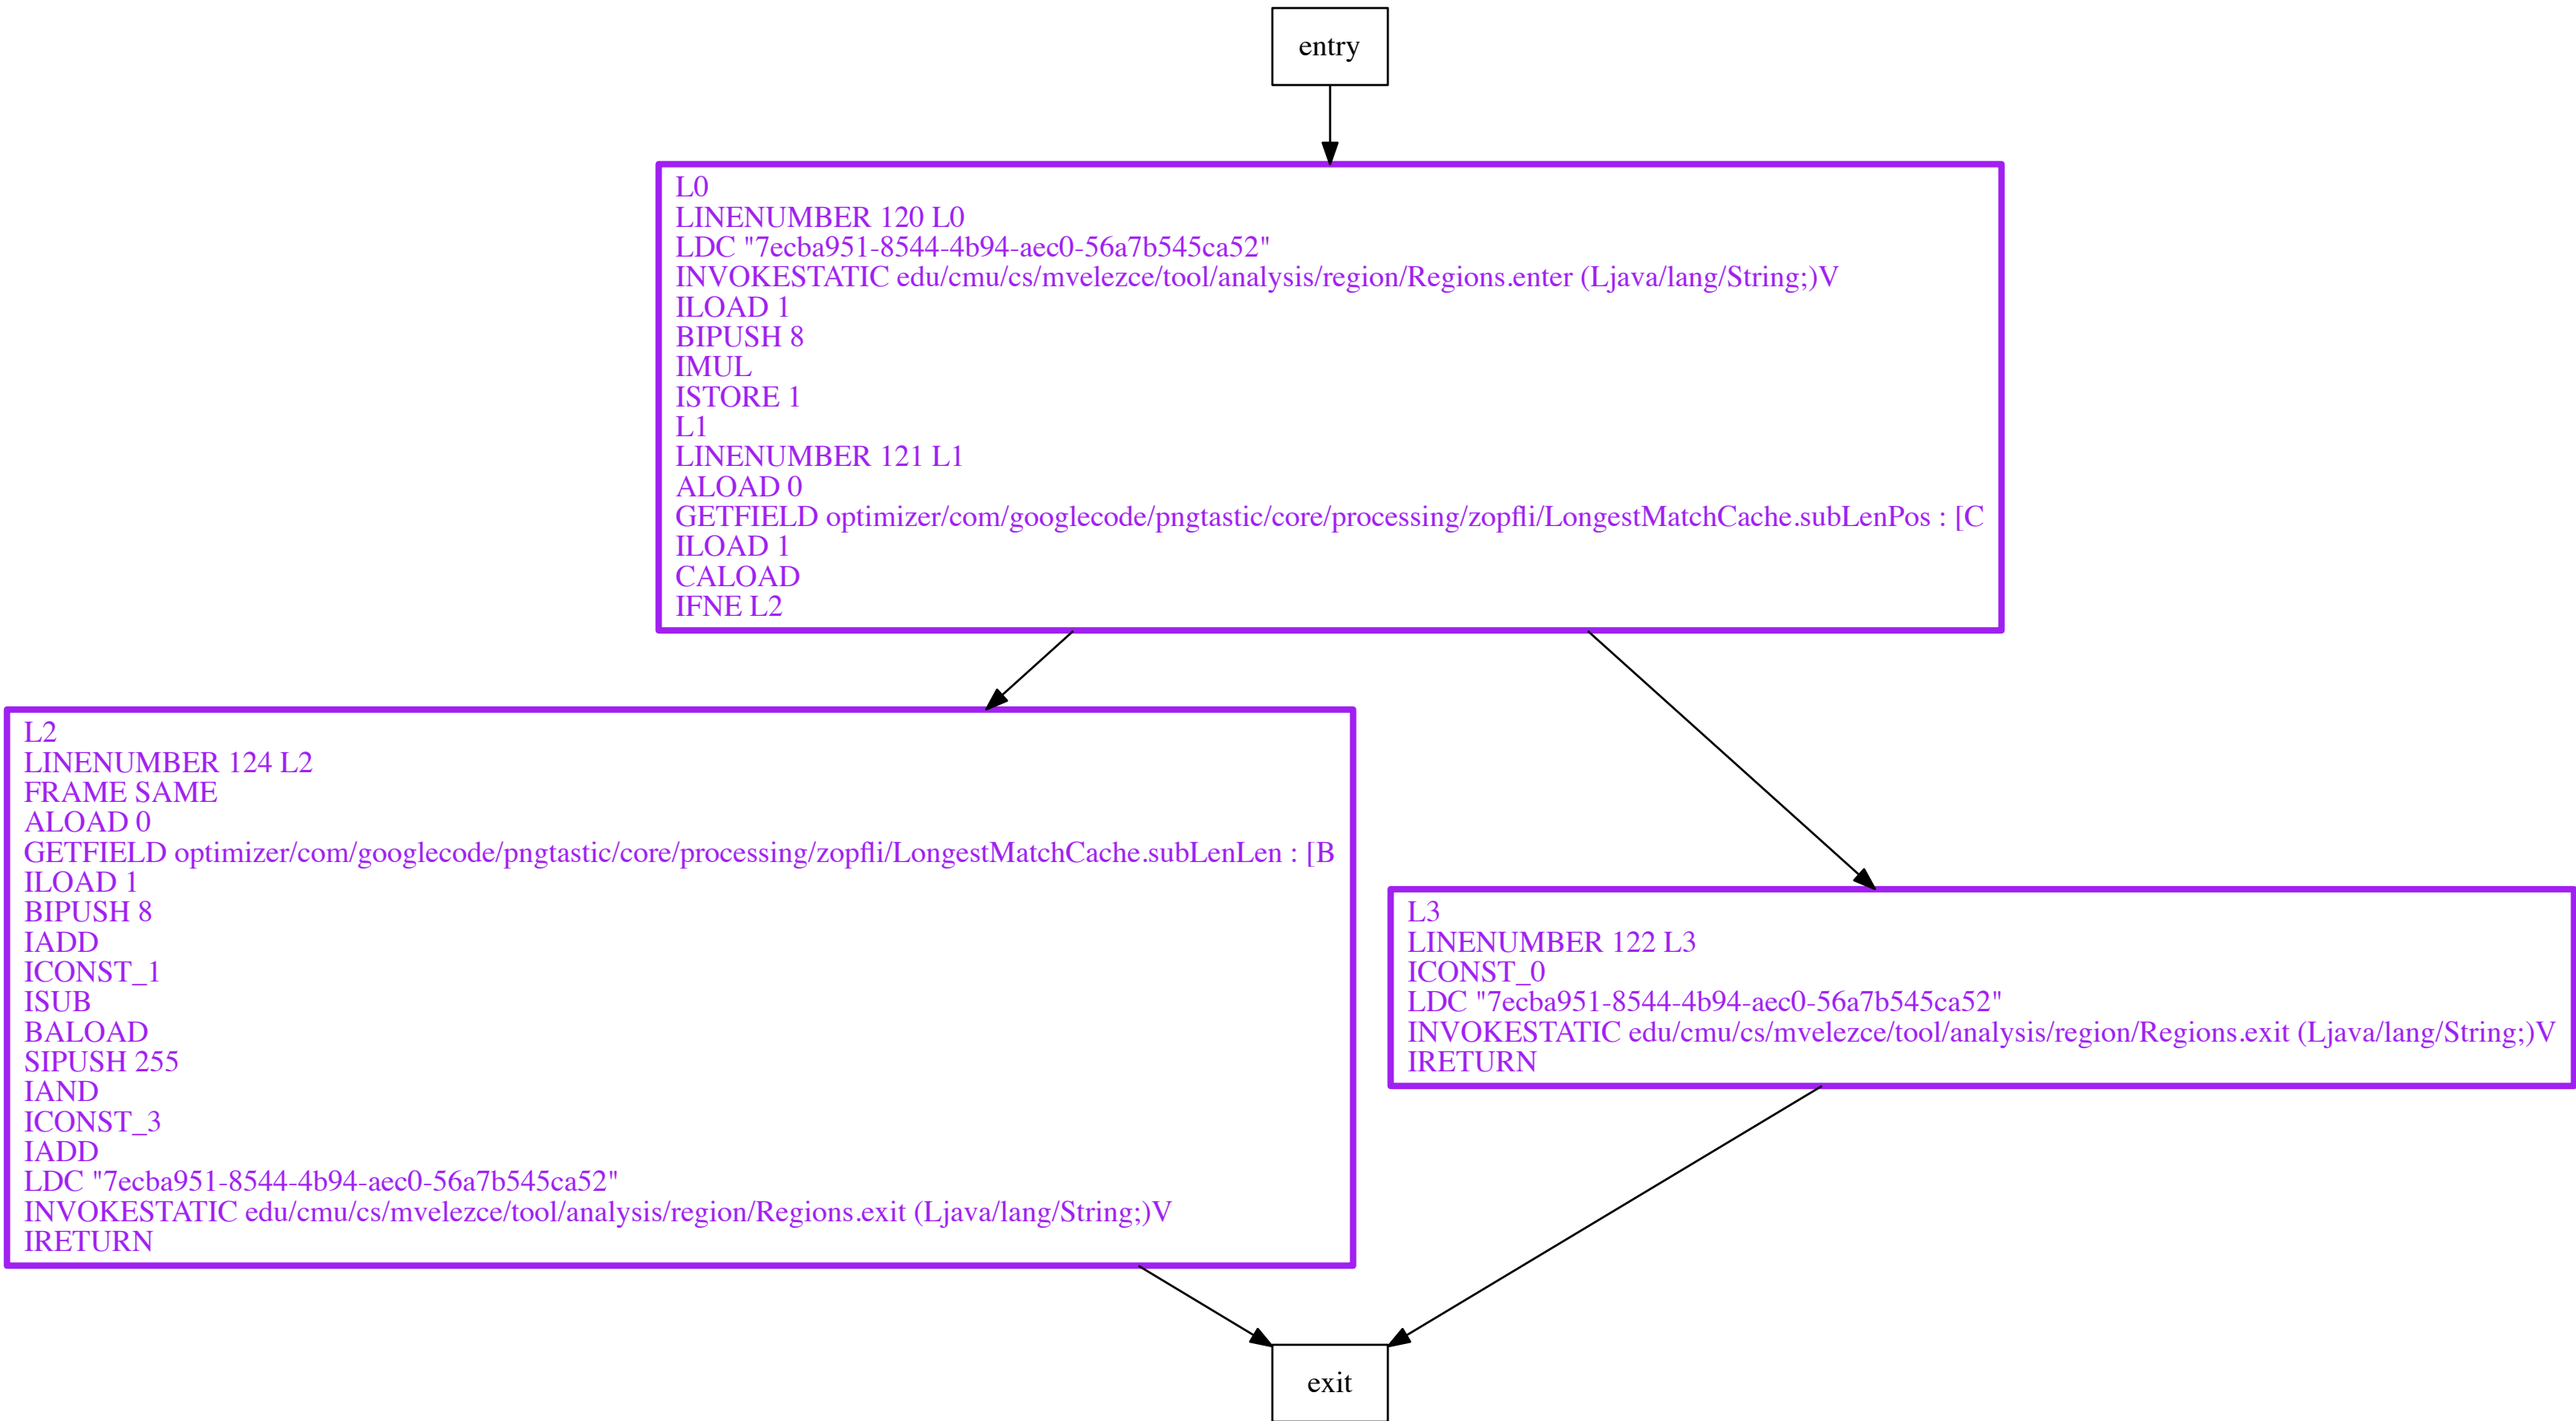 entry
L0
LINENUMBER 120 L0
LDC "7ecba951-8544-4b94-aec0-56a7b545ca52"
INVOKESTATIC edu/cmu/cs/mvelezce/tool/analysis/region/Regions.enter (Ljava/lang/String;)V
ILOAD 1
BIPUSH 8
IMUL
ISTORE 1
L1
LINENUMBER 121 L1
ALOAD 0
GETFIELD optimizer/com/googlecode/pngtastic/core/processing/zopfli/LongestMatchCache.subLenPos : [C
ILOAD 1
CALOAD
IFNE L2
L2
LINENUMBER 124 L2
FRAME SAME
ALOAD 0
GETFIELD optimizer/com/googlecode/pngtastic/core/processing/zopfli/LongestMatchCache.subLenLen : [B
ILOAD 1
BIPUSH 8
IADD
ICONST_1
ISUB
BALOAD
SIPUSH 255
IAND
ICONST_3
IADD
LDC "7ecba951-8544-4b94-aec0-56a7b545ca52"
INVOKESTATIC edu/cmu/cs/mvelezce/tool/analysis/region/Regions.exit (Ljava/lang/String;)V
IRETURN
L3
LINENUMBER 122 L3
ICONST_0
LDC "7ecba951-8544-4b94-aec0-56a7b545ca52"
INVOKESTATIC edu/cmu/cs/mvelezce/tool/analysis/region/Regions.exit (Ljava/lang/String;)V
IRETURN
exit